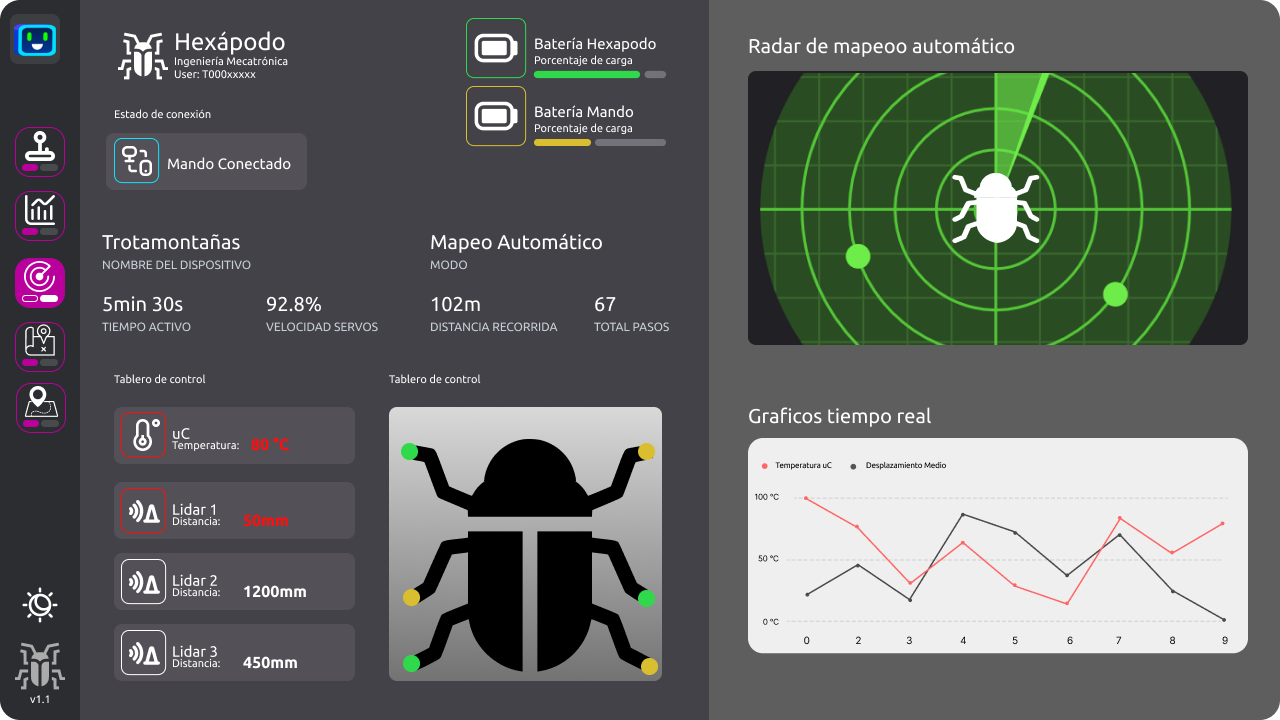 Hexápodo
Ingeniería Mecatrónica
User: T000xxxxx
Batería Hexapodo
Porcentaje de carga
Batería Mando
Porcentaje de carga
Estado de conexión
Mando Conectado
Trotamontañas
NOMBRE DEL DISPOSITIVO
Mapeo Automático
MODO
5min 30s
TIEMPO ACTIVO
92.8%
VELOCIDAD SERVOS
102m
DISTANCIA RECORRIDA
67
TOTAL PASOS
Tablero de control
uC
Temperatura: 80 °C
Lidar 1
Distancia: 50mm
Lidar 2
Distancia: 1200mm
Lidar 3
Distancia: 450mm
Tablero de control
v1.1
Radar de mapeoo automático
Graficos tiempo real
Temperatura uC
Desplazamiento Medio
100 °C
50 °C
0 °C
0 2 3 4 5 6 7 8 9